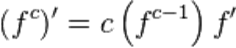 (f^c)′ = c (f^{c−1}) f′